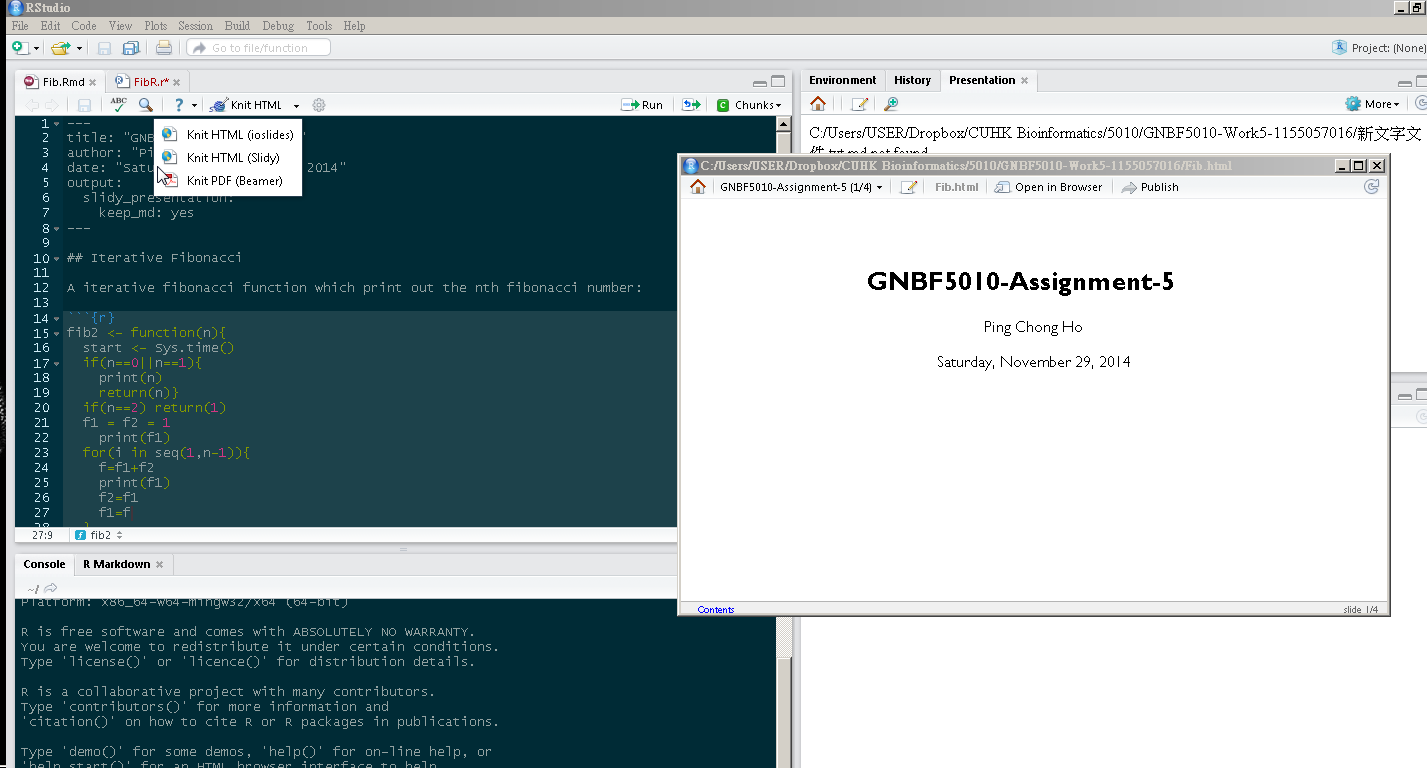 RStudio
File Edit Code View Plots Session Build Debug Tools Help
Go to file/function
Project: (None)
Fib.Rmd
FibR.r*
ABC
?
Knit HTML
Run
Chunks
Knit HTML (ioslides)
Knit HTML (Slidy)
Knit PDF (Beamer)
1 ---
2 title: "GNB "
3 author: "Pi
4 date: "Satu 2014"
5 output:
6 slidy_presentation:
7 keep_md: yes
8 ---
9
10 ## Iterative Fibonacci
11
12 A iterative fibonacci function which print out the nth fibonacci number:
13
14 ```{r}
15 fib2 <- function(n){
16 start <- Sys.time()
17 if(n==0||n==1){
18 print(n)
19 return(n)}
20 if(n==2) return(1)
21 f1 = f2 = 1
22 print(f1)
23 for(i in seq(1,n-1)){
24 f=f1+f2
25 print(f1)
26 f2=f1
27 f1=f
28 }
27:9 fib2
Console R Markdown
~/
Platform: x86_64-w64-mingw32/x64 (64-bit)
R is free software and comes with ABSOLUTELY NO WARRANTY.
You are welcome to redistribute it under certain conditions.
Type 'license()' or 'licence()' for distribution details.
R is a collaborative project with many contributors.
Type 'contributors()' for more information and
'citation()' on how to cite R or R packages in publications.
Type 'demo()' for some demos, 'help()' for on-line help, or
'help.start()' for an HTML browser interface to help.
Environment History Presentation
More
C:/Users/USER/Dropbox/CUHK Bioinformatics/5010/GNBF5010-Work5-1155057016/新文字文
件.txt.md not found
C:/Users/USER/Dropbox/CUHK Bioinformatics/5010/GNBF5010-Work5-1155057016/Fib.html
GNBF5010-Assignment-5 (1/4) Fib.html Open in Browser Publish
GNBF5010-Assignment-5
Ping Chong Ho
Saturday, November 29, 2014
Contents
slide 1/4